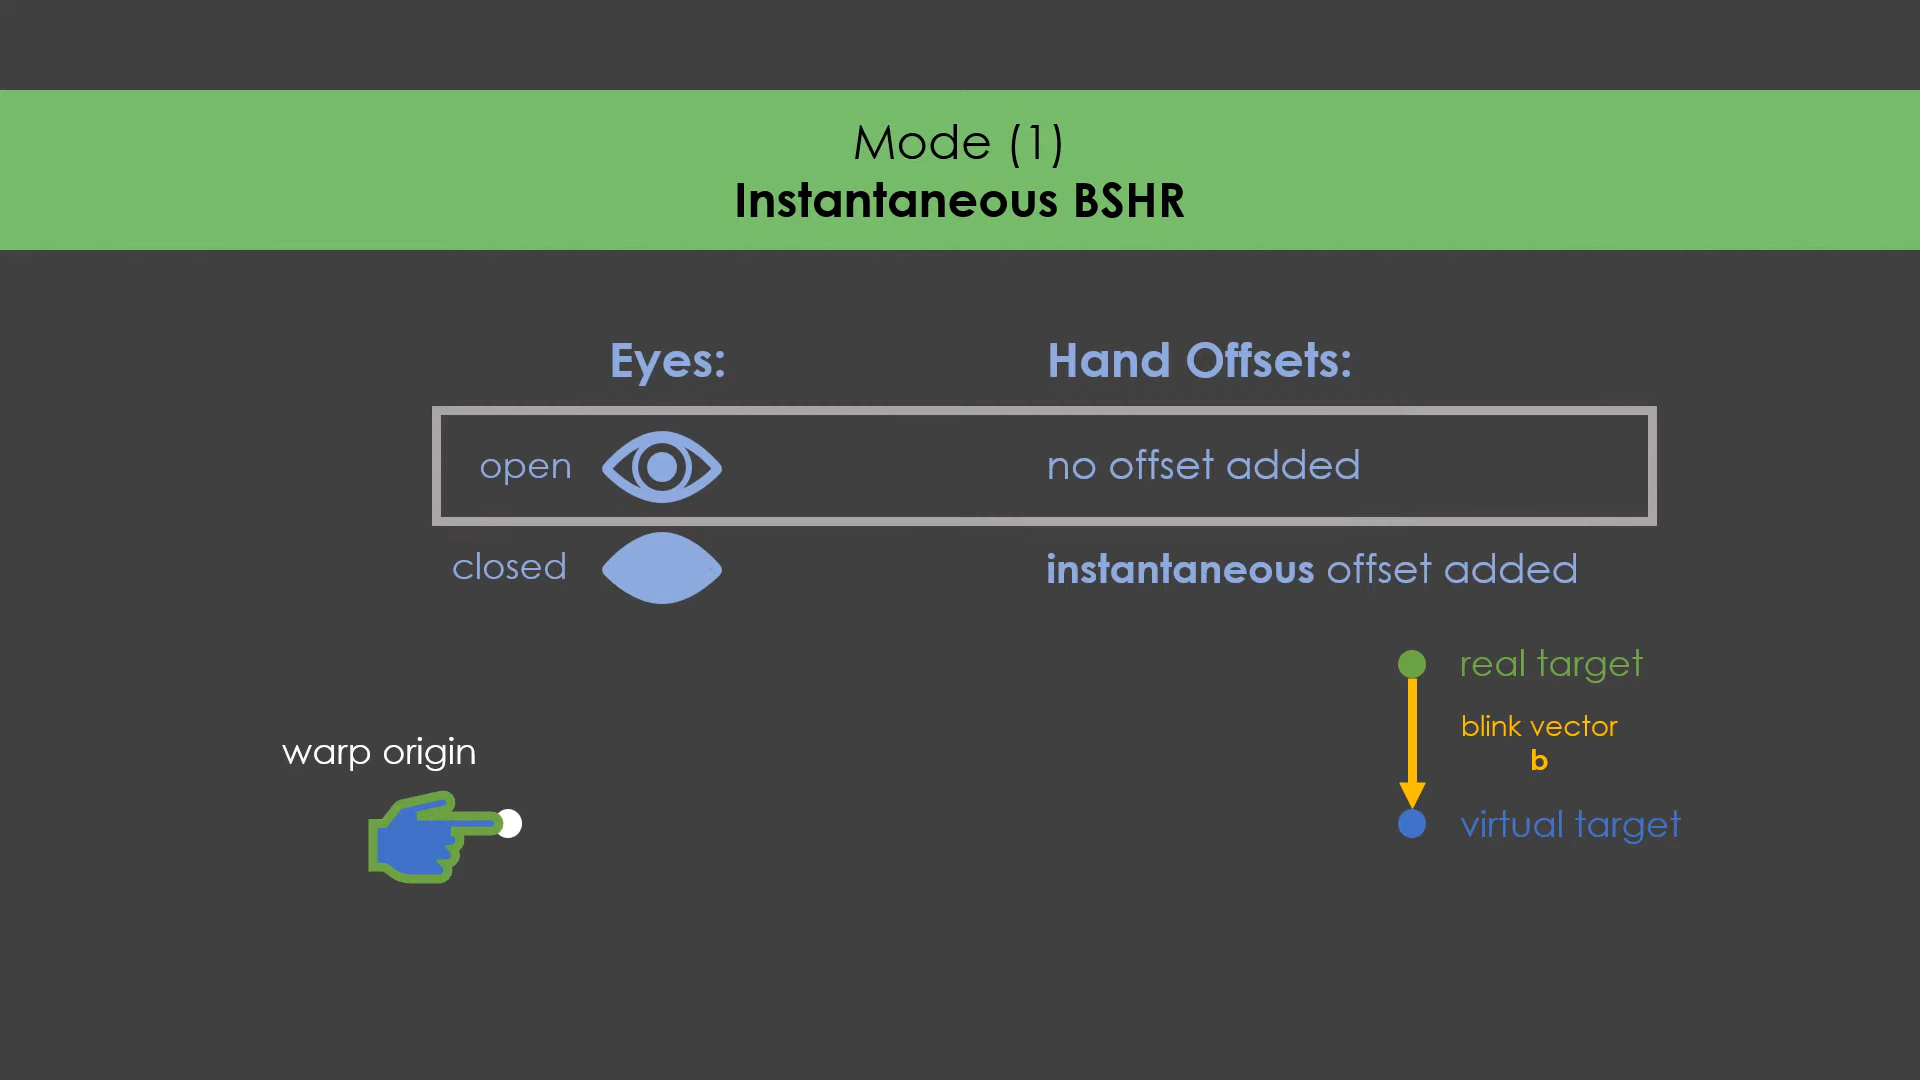 Mode (1)
Instantaneous BSHR
Eyes:
Hand Offsets:
open
no offset added
closed
instantaneous offset added
real target
blink vector
b
warp origin
virtual target